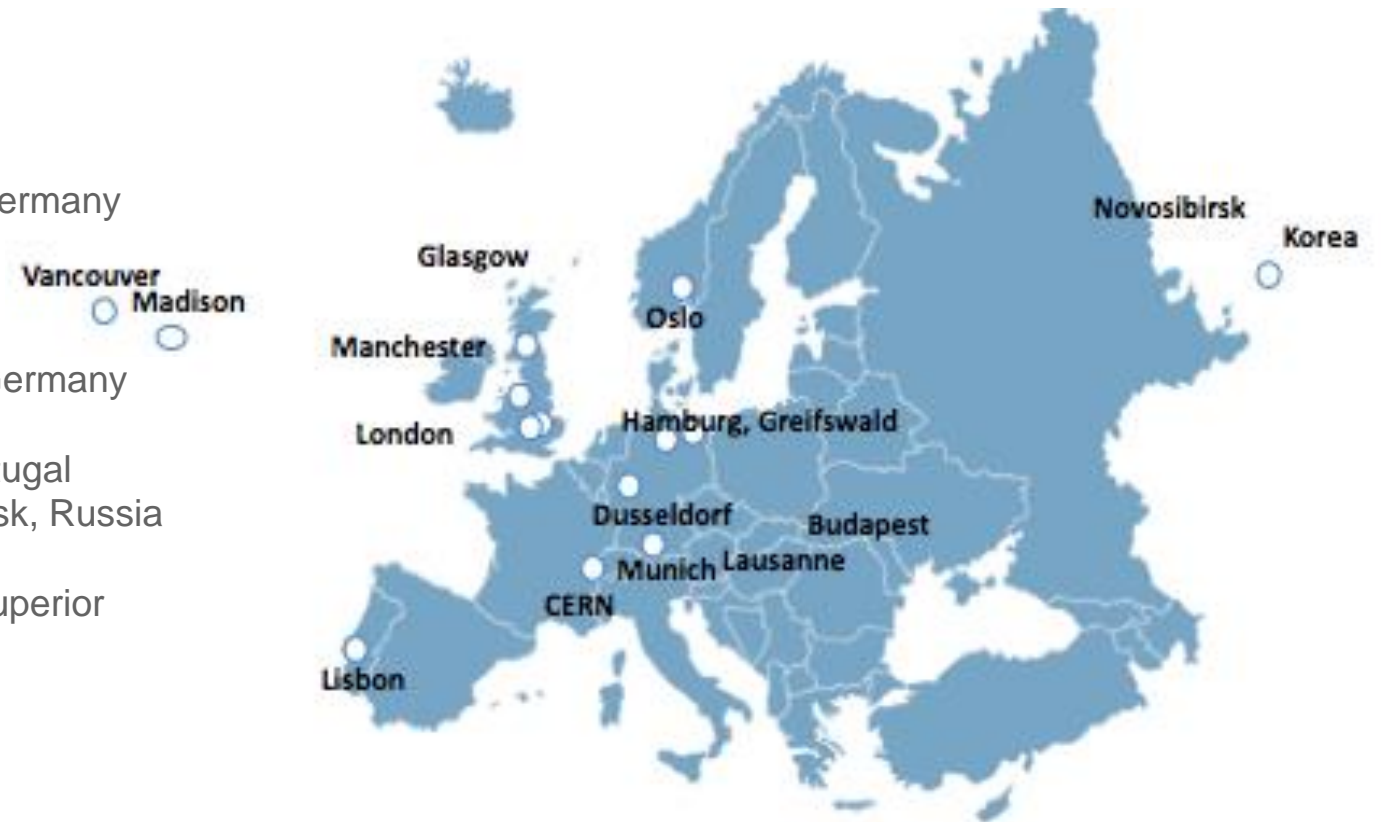 ermany
ermany
ugal
sk, Russia
uperior
Vancouver
Madison
Glasgow
Manchester
London
Oslo
Hamburg, Greifswald
Dusseldorf
Budapest
Munich
Lausanne
CERN
Lisbon
Novosibirsk
Korea